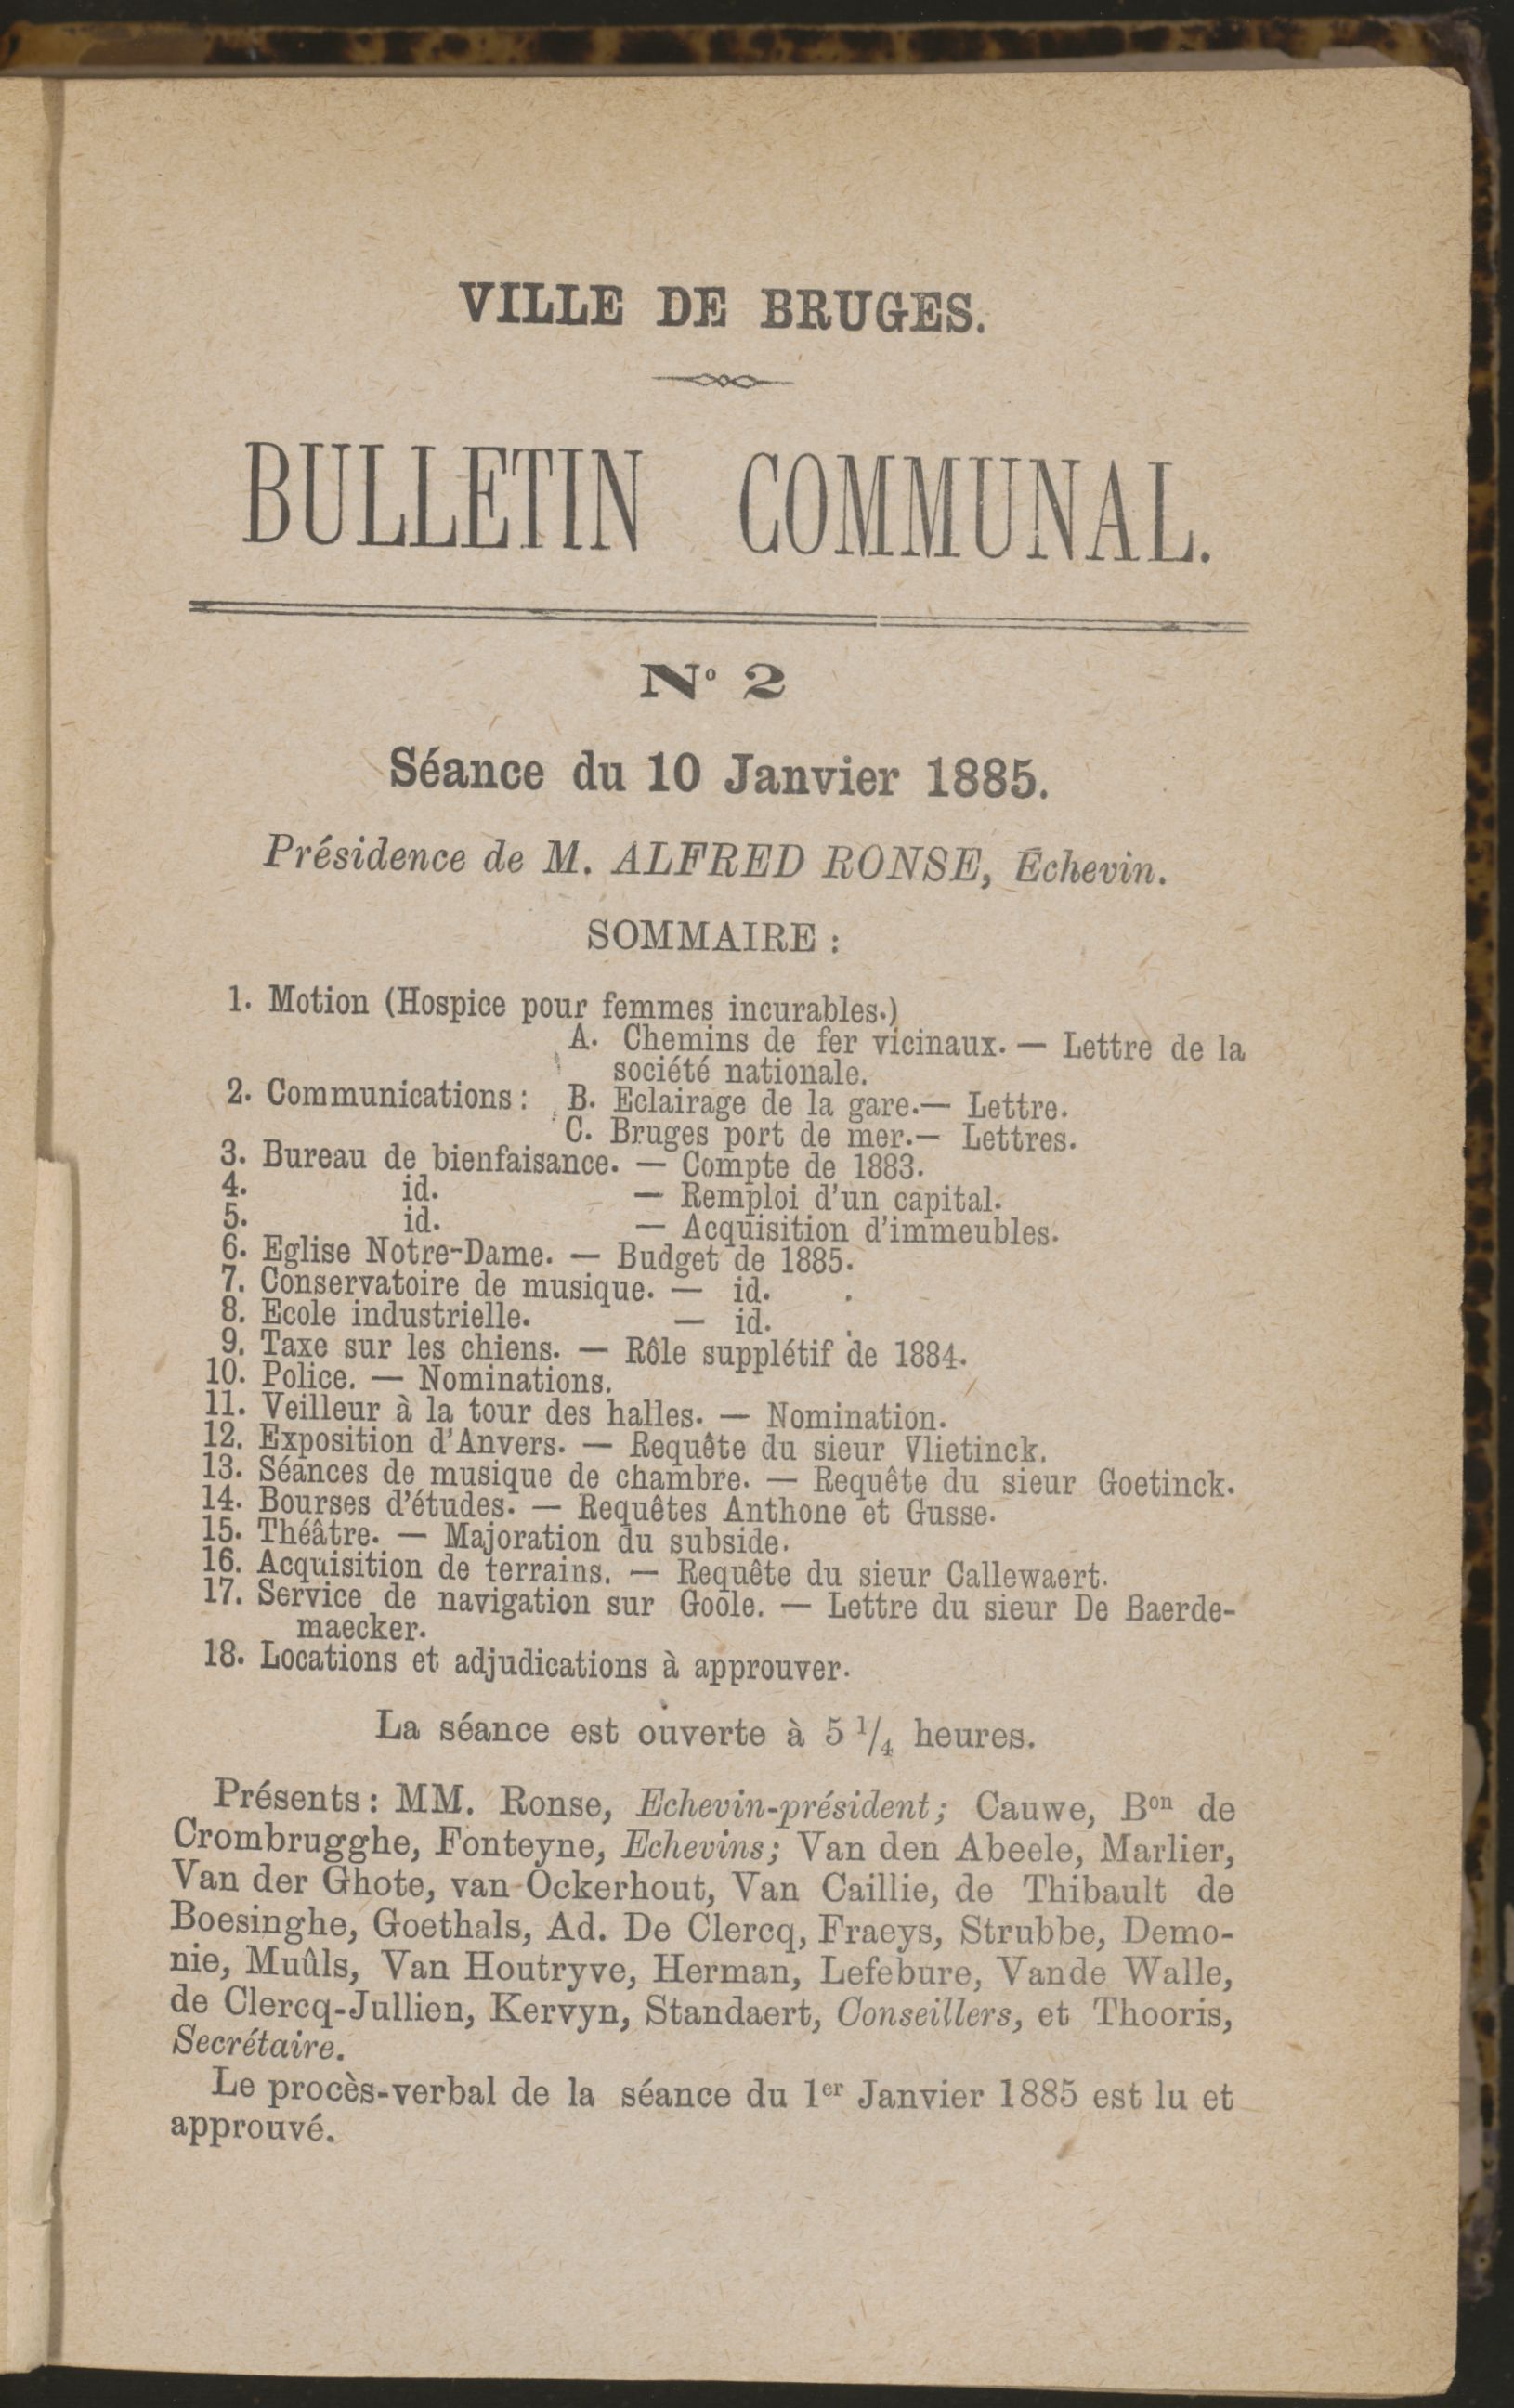 VILLE DE BRUGES.
BULLETIN COMMUNAL.
N° 2
Séance du 10 Janvier 1885.
Présidence de M. ALFRED RONSE, Échevin.
SOMMAIRE :
1. Motion (Hospice pour femmes incurables.)
A. Chemins de fer vicinaux. — Lettre de la
société nationale.
2. Communications : B. Eclairage de la gare.— Lettre.
C. Bruges port de mer.— Lettres.
3. Bureau de bienfaisance. — Compte de 1883.
4. id. — Remploi d'un capital.
5. id. — Acquisition d'immeubles.
6. Eglise Notre-Dame. — Budget de 1885.
7. Conservatoire de musique. — id. .
8. Ecole industrielle. — id. .
9. Taxe sur les chiens. — Rôle supplétif de 1884.
10. Police. — Nominations.
11. Veilleur à la tour des halles. — Nomination.
12. Exposition d'Anvers. — Requête du sieur Vlietinck.
13. Séances de musique de chambre. — Requête du sieur Goetinck.
14. Bourses d'études. — Requêtes Anthone et Gusse.
15. Théâtre. — Majoration du subside.
16. Acquisition de terrains. — Requête du sieur Callewaert.
17. Service de navigation sur Goole. — Lettre du sieur De Baerde-
maecker.
18. Locations et adjudications à approuver.
La séance est ouverte à 5 1/4 heures.
Présents : MM. Ronse, Echevin-président ; Cauwe, Bon de
Crombrugghe, Fonteyne, Echevins ; Van den Abeele, Marlier,
Van der Ghote, van Ockerhout, Van Caillie, de Thibault de
Boesinghe, Goethals, Ad. De Clercq, Fraeys, Strubbe, Demo-
nie, Muûls, Van Houtryve, Herman, Lefebure, Vande Walle,
de Clercq-Jullien, Kervyn, Standaert, Conseillers, et Thooris,
Secrétaire.
Le procès-verbal de la séance du 1er Janvier 1885 est lu et
approuvé.